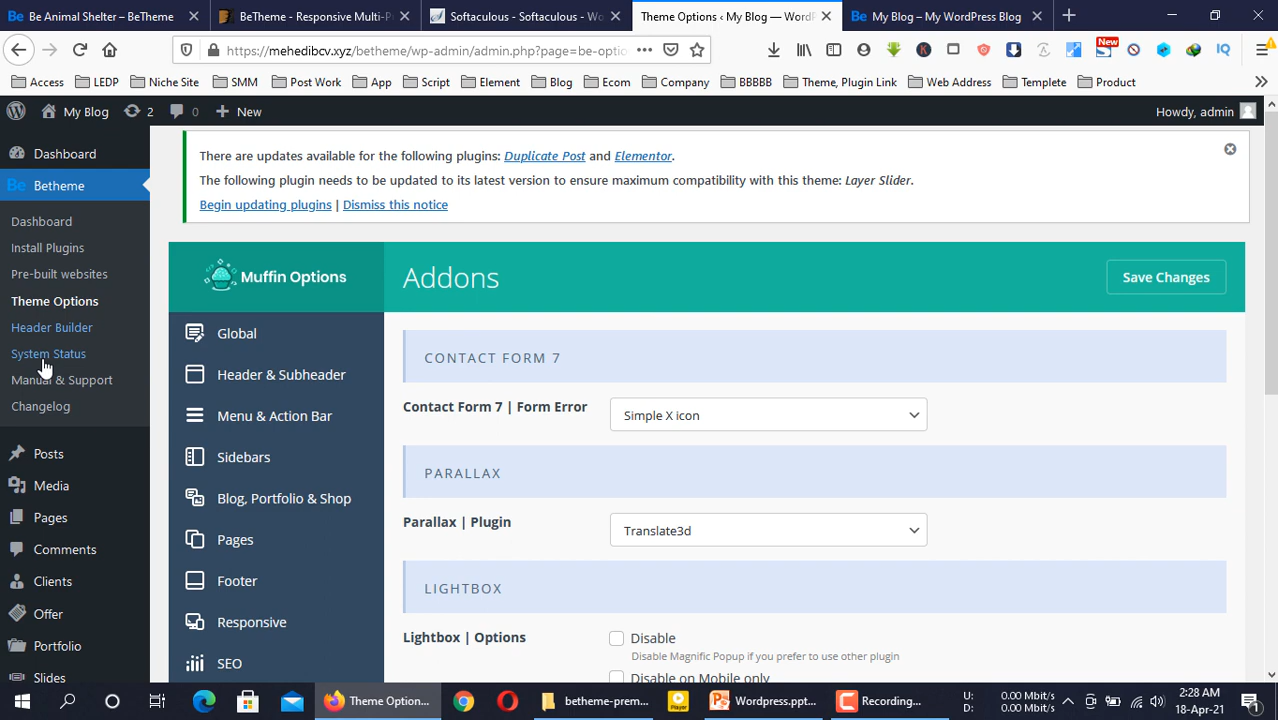 Be Animal Shelter – BeTheme
BeTheme - Responsive Multi-P
Softaculous - Softaculous - Wo
Theme Options ‹ My Blog — WordP
My Blog – My WordPress Blog
https://mehedibcv.xyz/betheme/wp-admin/admin.php?page=be-optio
New
Access
LEDP
Niche Site
SMM
Post Work
App
Script
Element
Blog
Ecom
Company
BBBBB
Theme, Plugin Link
Web Address
Templete
Product
My Blog
2
0
New
Howdy, admin
Dashboard
Betheme
Dashboard
Install Plugins
Pre-built websites
Theme Options
Header Builder
System Status
Manual & Support
Changelog
Posts
Media
Pages
Comments
Clients
Offer
Portfolio
Slides
There are updates available for the following plugins: Duplicate Post and Elementor.
The following plugin needs to be updated to its latest version to ensure maximum compatibility with this theme: Layer Slider.
Begin updating plugins | Dismiss this notice
Muffin Options
Addons
Save Changes
Global
Header & Subheader
Menu & Action Bar
Sidebars
Blog, Portfolio & Shop
Pages
Footer
Responsive
SEO
CONTACT FORM 7
Contact Form 7 | Form Error
Simple X icon
PARALLAX
Parallax | Plugin
Translate3d
LIGHTBOX
Lightbox | Options
Disable
Disable Magnific Popup if you prefer to use other plugin
Disable on Mobile only
Theme Option...
betheme-prem...
Wordpress.ppt...
Recording...
U: 0.00 Mbit/s
D: 0.00 Mbit/s
2:28 AM
18-Apr-21